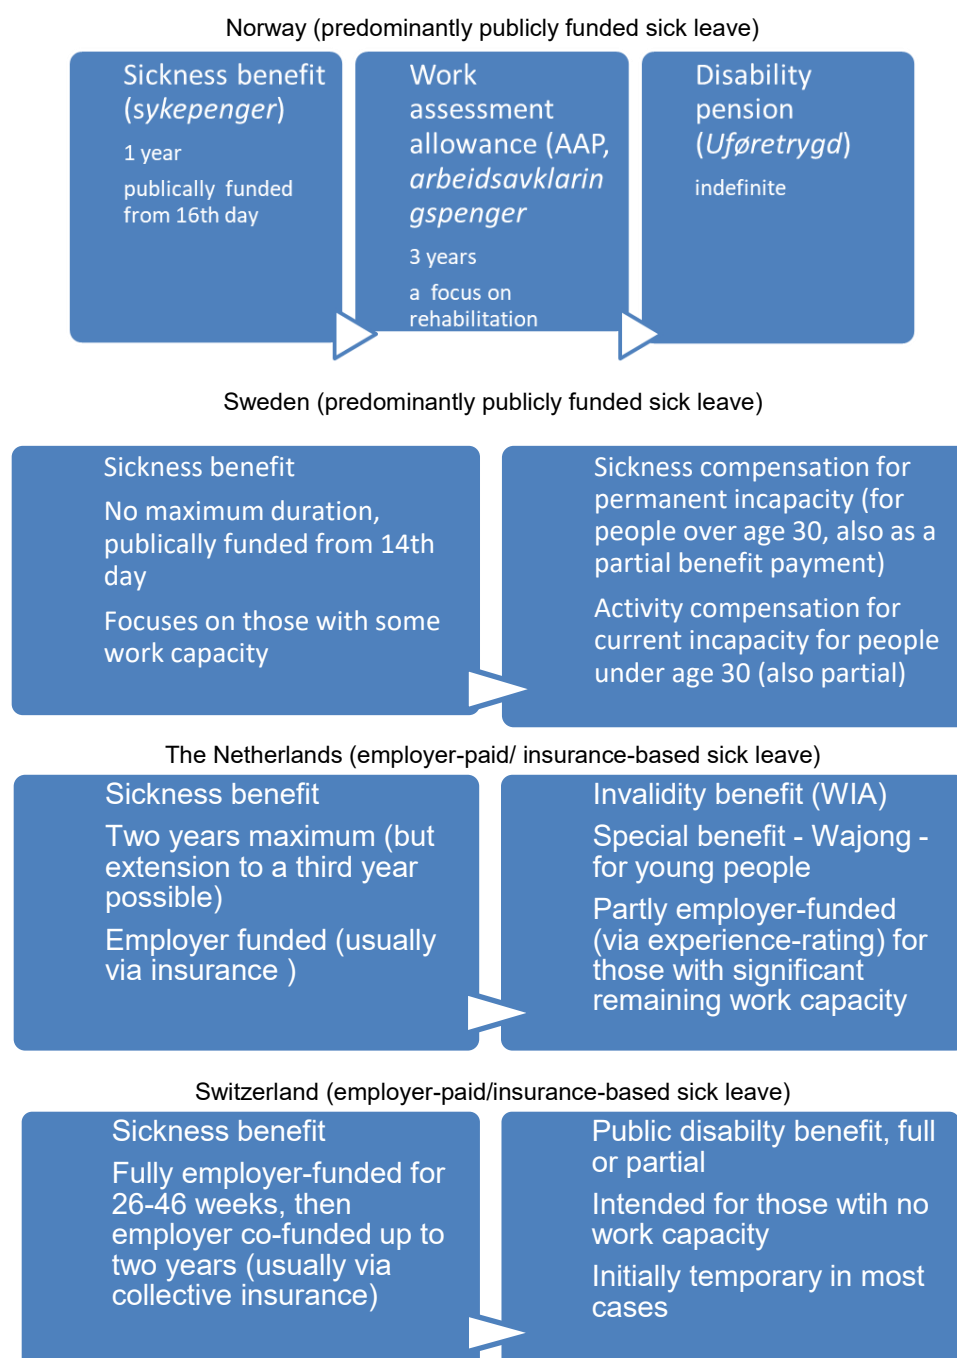 Norway (predominantly publicly funded sick leave)
Sickness benefit
(sykepenger)
1 year
publically funded
from 16th day
Work
assessment
allowance (AAP,
arbeidsavklarin
gspenger
3 years
a focus on
rehabilitation
Disability
pension
(Uføretrygd)
indefinite
Sweden (predominantly publicly funded sick leave)
Sickness benefit
No maximum duration,
publically funded from 14th
day
Focuses on those with some
work capacity
Sickness compensation for
permanent incapacity (for
people over age 30, also as a
partial benefit payment)
Activity compensation for
current incapacity for people
under age 30 (also partial)
The Netherlands (employer-paid/ insurance-based sick leave)
Sickness benefit
Two years maximum (but
extension to a third year
possible)
Employer funded (usually
via insurance )
Invalidity benefit (WIA)
Special benefit - Wajong -
for young people
Partly employer-funded
(via experience-rating) for
those with significant
remaining work capacity
Switzerland (employer-paid/insurance-based sick leave)
Sickness benefit
Fully employer-funded for
26-46 weeks, then
employer co-funded up to
two years (usually via
collective insurance)
Public disabilty benefit, full
or partial
Intended for those wtih no
work capacity
Initially temporary in most
cases